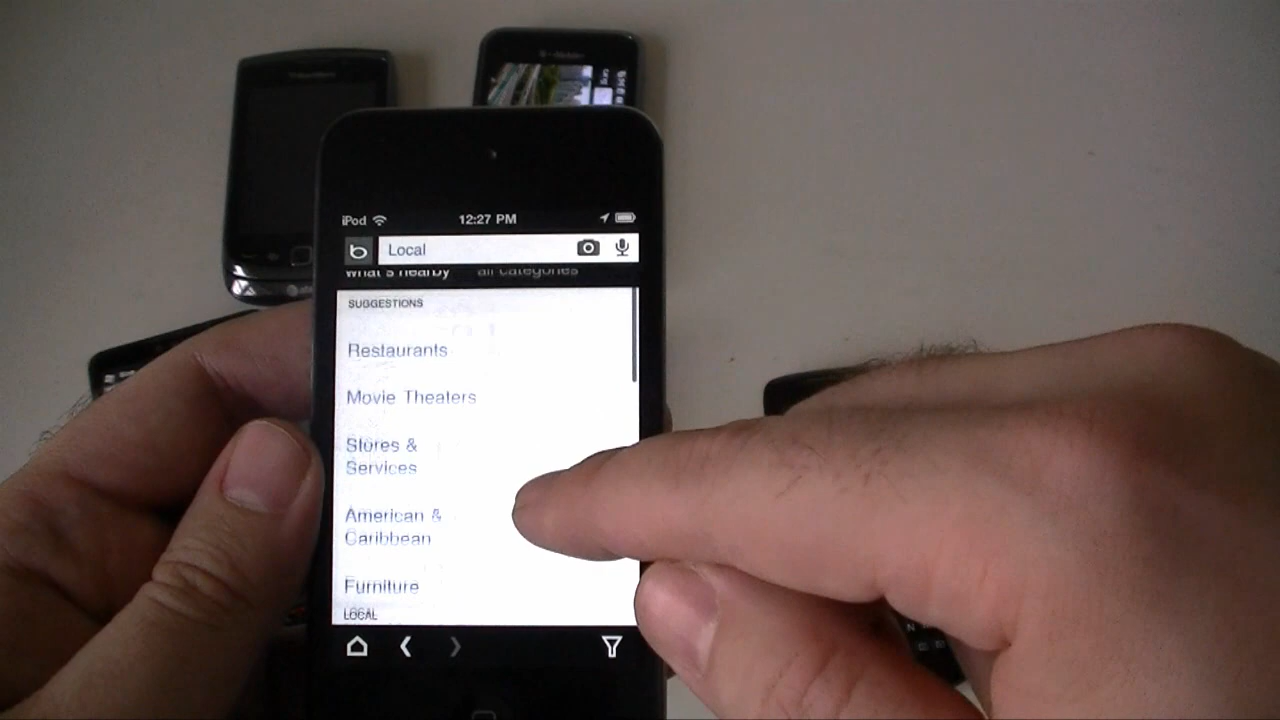 T-Mobile
iPod 12:27 PM
b Local
what's nearby all categories
SUGGESTIONS
Restaurants
Movie Theaters
Stores &
Services
American &
Caribbean
Furniture
LOCAL